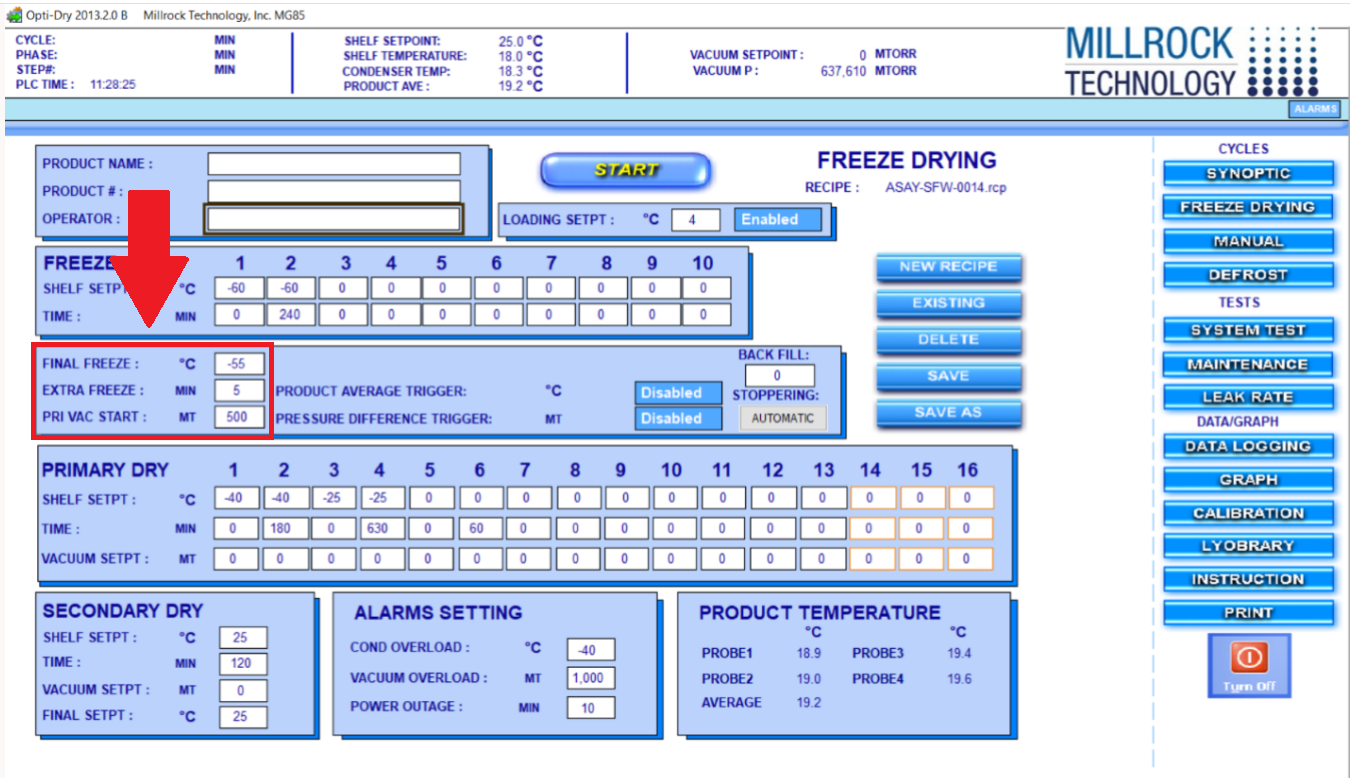 Opti-Dry 2013.2.0 B Millrock Technology, Inc. MG85
CYCLE: MIN
PHASE: MIN
STEP#: MIN
PLC TIME : 11:28:25
SHELF SETPOINT: 25.0 °C
SHELF TEMPERATURE: 18.0 °C
CONDENSER TEMP: 18.3 °C
PRODUCT AVE : 19.2 °C
VACUUM SETPOINT : 0 MTORR
VACUUM P : 637,610 MTORR
MILLROCK
TECHNOLOGY
ALARMS
PRODUCT NAME :
PRODUCT # :
OPERATOR :
START
FREEZE DRYING
RECIPE : ASAY-SFW-0014.rcp
LOADING SETPT : °C 4 Enabled
FREEZE 1 2 3 4 5 6 7 8 9 10
SHELF SETPT °C -60 -60 0 0 0 0 0 0 0 0
TIME : MIN 0 240 0 0 0 0 0 0 0 0
NEW RECIPE
EXISTING
DELETE
SAVE
SAVE AS
FINAL FREEZE : °C -55
EXTRA FREEZE : MIN 5
PRI VAC START : MT 500
PRODUCT AVERAGE TRIGGER: °C Disabled
PRESSURE DIFFERENCE TRIGGER: MT Disabled
BACK FILL:
0
STOPPERING:
AUTOMATIC
PRIMARY DRY 1 2 3 4 5 6 7 8 9 10 11 12 13 14 15 16
SHELF SETPT : °C -40 -40 -25 -25 0 0 0 0 0 0 0 0 0 0 0 0
TIME : MIN 0 180 0 630 0 60 0 0 0 0 0 0 0 0 0 0
VACUUM SETPT : MT 0 0 0 0 0 0 0 0 0 0 0 0 0 0 0 0
SECONDARY DRY
SHELF SETPT : °C 25
TIME : MIN 120
VACUUM SETPT : MT 0
FINAL SETPT : °C 25
ALARMS SETTING
COND OVERLOAD : °C -40
VACUUM OVERLOAD : MT 1,000
POWER OUTAGE : MIN 10
PRODUCT TEMPERATURE
°C °C
PROBE1 18.9 PROBE3 19.4
PROBE2 19.0 PROBE4 19.6
AVERAGE 19.2
CYCLES
SYNOPTIC
FREEZE DRYING
MANUAL
DEFROST
TESTS
SYSTEM TEST
MAINTENANCE
LEAK RATE
DATA/GRAPH
DATA LOGGING
GRAPH
CALIBRATION
LYOBRARY
INSTRUCTION
PRINT
Turn Off